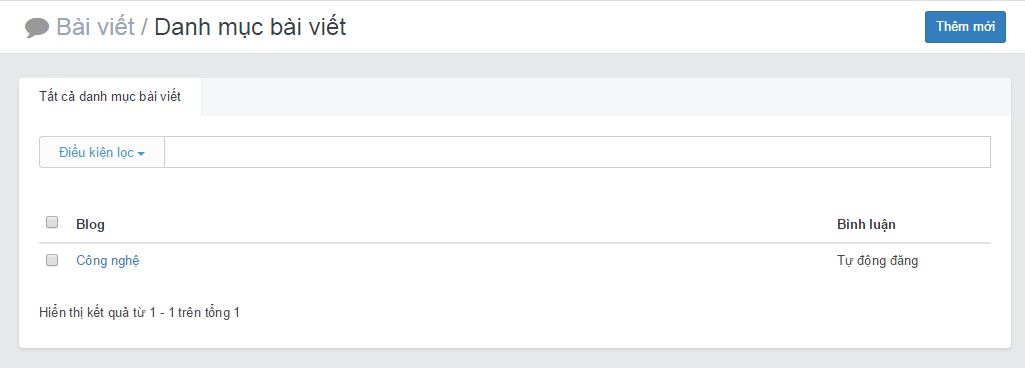 Bài viết / Danh mục bài viết
Thêm mới
Tất cả danh mục bài viết
Điều kiện lọc
Blog Bình luận
Công nghệ Tự động đăng
Hiển thị kết quả từ 1 - 1 trên tổng 1